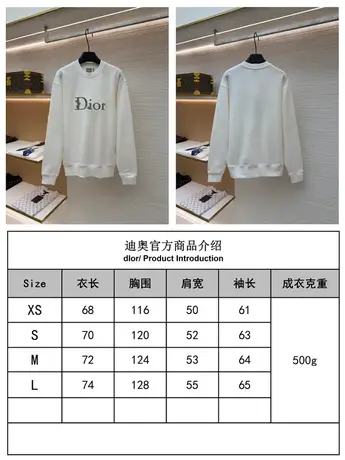 Dior
迪奥官方商品介绍
dior/ Product Introduction
Size 衣长 胸围 肩宽 袖长 成衣克重
XS 68 116 50 61
S 70 120 52 63
M 72 124 53 64 500g
L 74 128 55 65